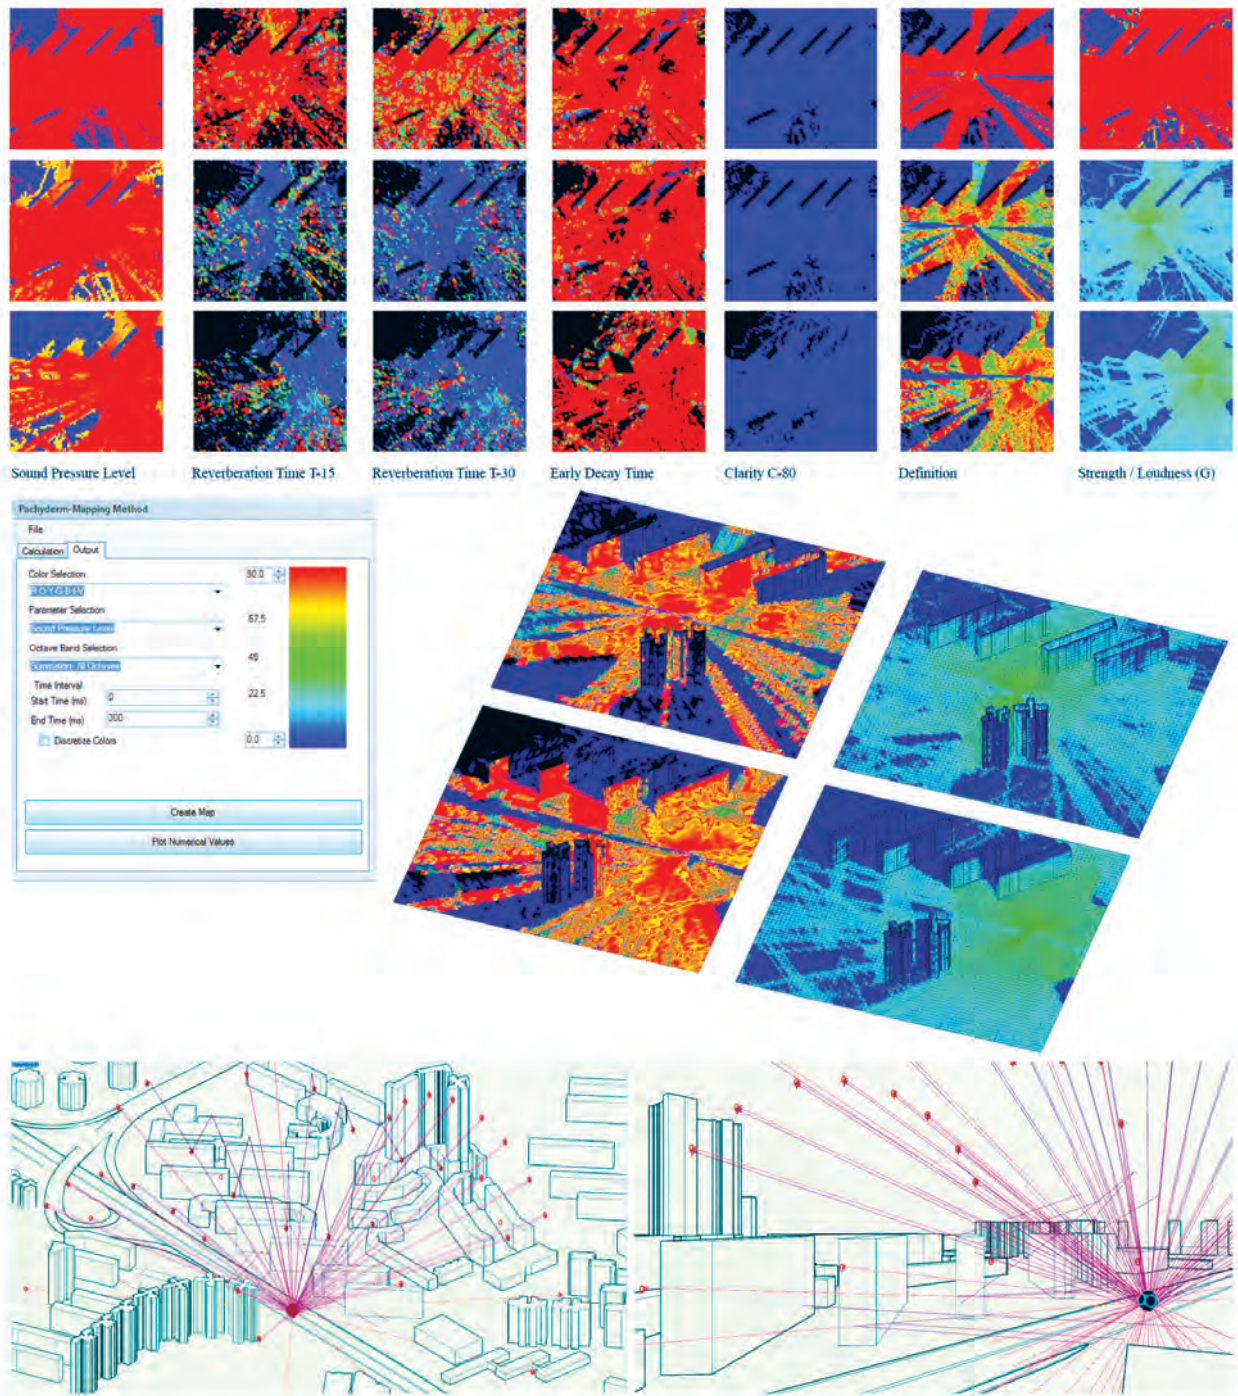 Sound Pressure Level
Reverberation Time T-15
Reverberation Time T-30
Early Decay Time
Clarity C-80
Definition
Strength / Loudness (G)
Pachyderm-Mapping Method
File
Calculation Output
Color Selection
R-O-Y-G-B-I-V
Parameter Selection
Sound Pressure Level
Octave Band Selection
Summation: All Octaves
Time Interval
Start Time (ms) 0
End Time (ms) 300
Discretize Colors
90.0
67.5
45
22.5
0.0
Create Map
Plot Numerical Values